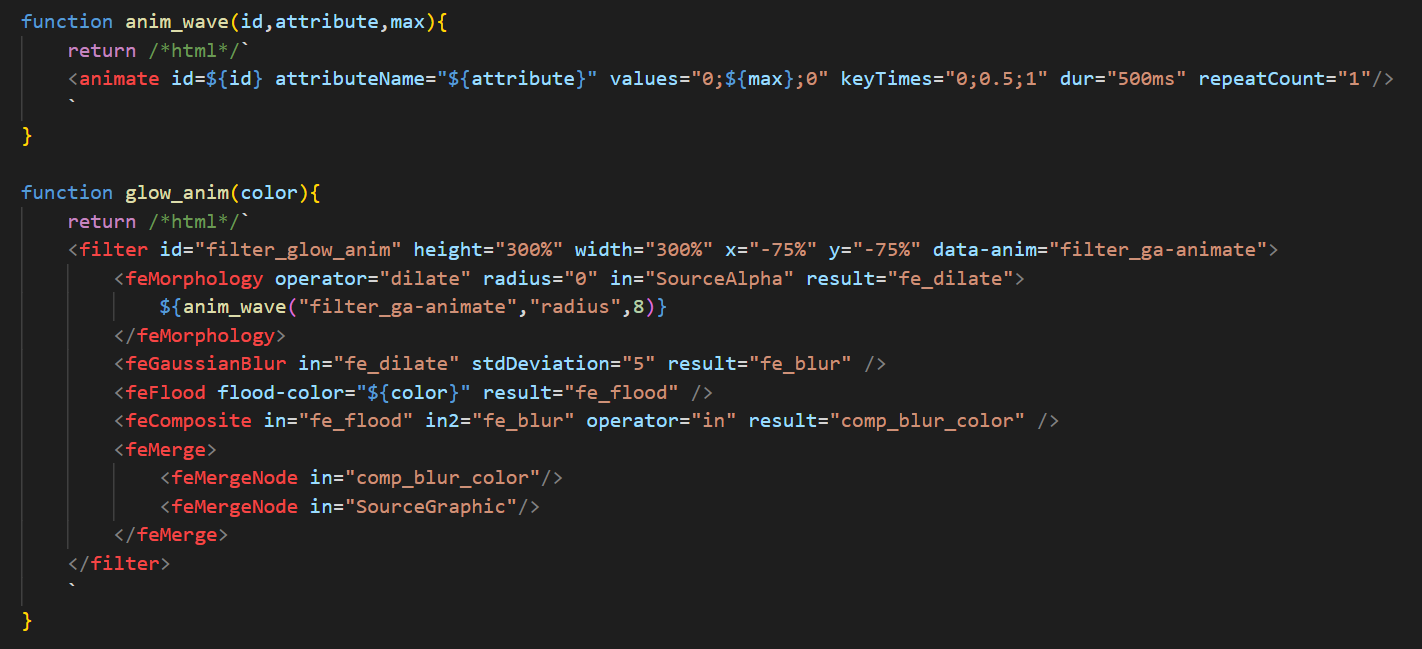 function anim_wave(id,attribute,max){
    return /*html*/`
    <animate id=${id} attributeName="${attribute}" values="0;${max};0" keyTimes="0;0.5;1" dur="500ms" repeatCount="1"/>
    `
}

function glow_anim(color){
    return /*html*/`
    <filter id="filter_glow_anim" height="300%" width="300%" x="-75%" y="-75%" data-anim="filter_ga-animate">
        <feMorphology operator="dilate" radius="0" in="SourceAlpha" result="fe_dilate">
            ${anim_wave("filter_ga-animate","radius",8)}
        </feMorphology>
        <feGaussianBlur in="fe_dilate" stdDeviation="5" result="fe_blur" />
        <feFlood flood-color="${color}" result="fe_flood" />
        <feComposite in="fe_flood" in2="fe_blur" operator="in" result="comp_blur_color" />
        <feMerge>
            <feMergeNode in="comp_blur_color"/>
            <feMergeNode in="SourceGraphic"/>
        </feMerge>
    </filter>
    `
}